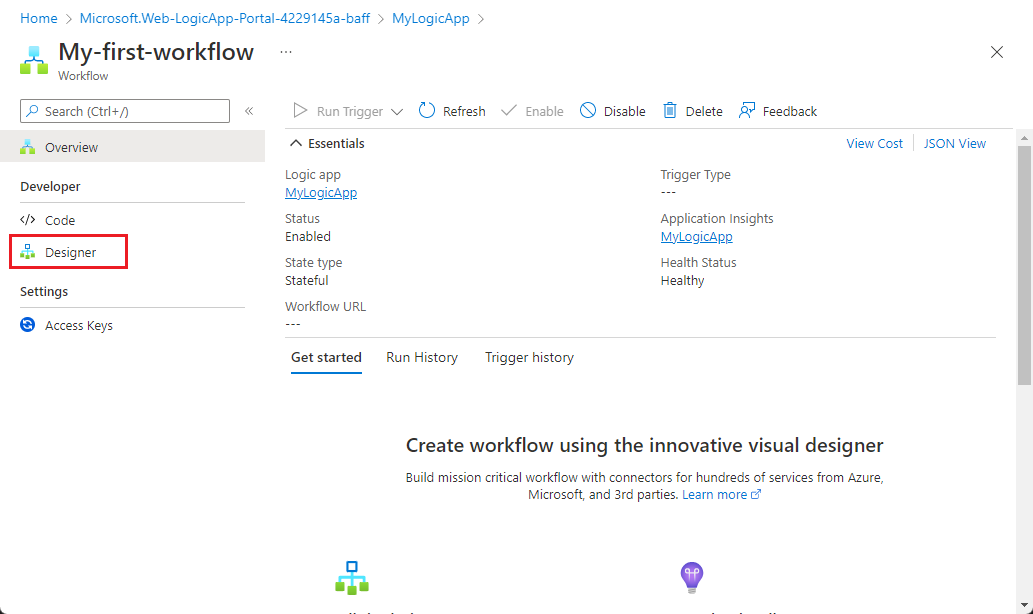 Home > Microsoft.Web-LogicApp-Portal-4229145a-baff > MyLogicApp >
My-first-workflow ...
Workflow
Search (Ctrl+/)
«
Run Trigger
Refresh
Enable
Disable
Delete
Feedback
Overview
Developer
Code
Designer
Settings
Access Keys
Essentials
View Cost
JSON View
Logic app
MyLogicApp
Status
Enabled
State type
Stateful
Workflow URL
---
Trigger Type
---
Application Insights
MyLogicApp
Health Status
Healthy
Get started
Run History
Trigger history
Create workflow using the innovative visual designer
Build mission critical workflow with connectors for hundreds of services from Azure,
Microsoft, and 3rd parties. Learn more